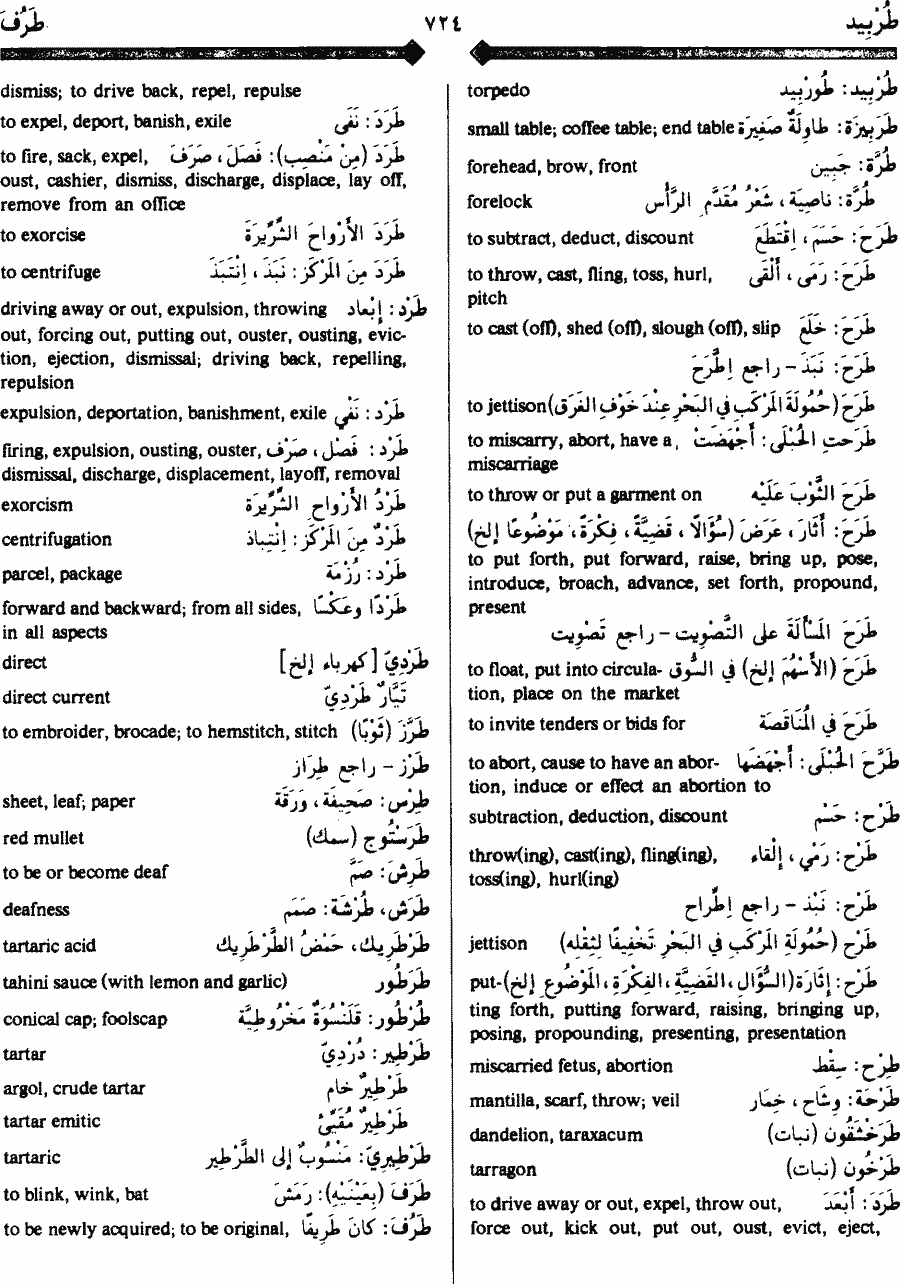 طُرْبِيد ٧٢٤ طَرُفَ
طُرْبِيد: طُورْبِيد torpedo
طَرَبِيزَة: طَاوِلَةٌ صَغِيرَة small table; coffee table; end table
طُرَّة: جَبِين forehead, brow, front
طُرَّة: نَاصِيَة، شَعْرُ مُقَدَّمِ الرَّأْس forelock
طَرَحَ: حَسَمَ، اِقْتَطَعَ to subtract, deduct, discount
طَرَحَ: رَمَى، أَلْقَى to throw, cast, fling, toss, hurl,
pitch
طَرَحَ: خَلَعَ to cast (off), shed (off), slough (off), slip
طَرَحَ: نَبَذَ - راجع اِطَّرَحَ
طَرَحَ (حُمُولَةَ المَرْكَبِ في البَحْرِ عِنْدَ خَوْفِ الغَرَق) to jettison
طَرَحَتِ الحُبْلَى: أَجْهَضَتْ to miscarry, abort, have a
miscarriage
طَرَحَ الثَّوْبَ عَلَيْه to throw or put a garment on
طَرَحَ: أَثَارَ، عَرَضَ (سُؤَالاً، قَضِيَّةً، فِكْرَةً، مَوْضُوعًا إلخ)
to put forth, put forward, raise, bring up, pose,
introduce, broach, advance, set forth, propound,
present
طَرَحَ المَسْأَلَةَ على التَّصْوِيت - راجع تَصْوِيت
طَرَحَ (الأَسْهُمَ إلخ) في السُّوق to float, put into circula-
tion, place on the market
طَرَحَ في المُنَاقَصَة to invite tenders or bids for
طَرَّحَ الحُبْلَى: أَجْهَضَهَا to abort, cause to have an abor-
tion, induce or effect an abortion to
طَرْح: حَسْم subtraction, deduction, discount
طَرْح: رَمْي، إِلْقَاء throw(ing), cast(ing), fling(ing),
toss(ing), hurl(ing)
طَرْح: نَبْذ - راجع اِطِّرَاح
طَرْح (حُمُولَةِ المَرْكَبِ في البَحْرِ تَخْفِيفًا لِثِقْلِه) jettison
طَرْح: إِثَارَة (السُّؤَالِ، القَضِيَّةِ، الفِكْرَةِ، المَوْضُوعِ إلخ) put-
ting forth, putting forward, raising, bringing up,
posing, propounding, presenting, presentation
طِرْح: سِقْط miscarried fetus, abortion
طَرْحَة: وِشَاح، خِمَار mantilla, scarf, throw; veil
طَرَخْشَقُون (نبات) dandelion, taraxacum
طَرْخُون (نبات) tarragon
طَرَدَ: أَبْعَدَ to drive away or out, expel, throw out,
force out, kick out, put out, oust, evict, eject,
dismiss; to drive back, repel, repulse
طَرَدَ: نَفَى to expel, deport, banish, exile
طَرَدَ (مِنْ مَنْصِب): فَصَلَ، صَرَفَ to fire, sack, expel,
oust, cashier, dismiss, discharge, displace, lay off,
remove from an office
طَرَدَ الأَرْوَاحَ الشِّرِّيرَةَ to exorcise
طَرَدَ مِنَ المَرْكَز: نَبَذَ، اِنْتَبَذَ to centrifuge
طَرْد: إِبْعَاد driving away or out, expulsion, throwing
out, forcing out, putting out, ouster, ousting, evic-
tion, ejection, dismissal; driving back, repelling,
repulsion
طَرْد: نَفْي expulsion, deportation, banishment, exile
طَرْد: فَصْل، صَرْف firing, expulsion, ousting, ouster,
dismissal, discharge, displacement, layoff, removal
طَرْدُ الأَرْوَاحِ الشِّرِّيرَة exorcism
طَرْدٌ مِنَ المَرْكَز: اِنْتِبَاذ centrifugation
طَرْد: رُزْمَة parcel, package
طَرْدًا وعَكْسًا forward and backward; from all sides,
in all aspects
طَرْدِيّ [كهرباء إلخ] direct
تَيَّارٌ طَرْدِيّ direct current
طَرَّزَ (ثَوْبًا) to embroider, brocade; to hemstitch, stitch
طَرْز - راجع طِرَاز
طِرْس: صَحِيفَة، وَرَقَة sheet, leaf; paper
طَرَسْتُوج (سمك) red mullet
طَرِشَ: صَمَّ to be or become deaf
طَرَش، طُرْشَة: صَمَم deafness
طَرْطَرِيك، حَمْضُ الطَّرْطَرِيك tartaric acid
طَرَطُور tahini sauce (with lemon and garlic)
طُرْطُور: قَلَنْسُوَةٌ مَخْرُوطِيَّة conical cap; foolscap
طَرْطِير: دُرْدِيّ tartar
طَرْطِيرٌ خَام argol, crude tartar
طَرْطِيرٌ مُقَيِّئ tartar emitic
طَرْطِيرِيّ: مَنْسُوبٌ إلى الطَّرْطِير tartaric
طَرَفَ (بِعَيْنَيْهِ): رَمَشَ to blink, wink, bat
طَرُفَ: كَانَ طَرِيفًا to be newly acquired; to be original,